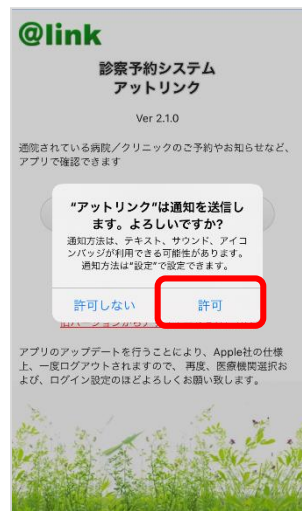 @link
診察予約システム
アットリンク
Ver 2.1.0
通院されている病院／クリニックのご予約やお知らせなど、
アプリで確認できます
"アットリンク"は通知を送信し
ます。よろしいですか?
通知方法は、テキスト、サウンド、アイコ
ンバッジが利用できる可能性があります。
通知方法は"設定"で設定できます。
許可しない
許可
アプリのアップデートを行うことにより、Apple社の仕様
上、一度ログアウトされますので、 再度、医療機関選択お
よび、ログイン設定のほどよろしくお願い致します。